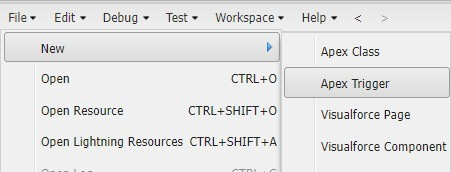 File Edit Debug Test Workspace Help < >
New
Open CTRL+O
Open Resource CTRL+SHIFT+O
Open Lightning Resources CTRL+SHIFT+A
Apex Class
Apex Trigger
Visualforce Page
Visualforce Component